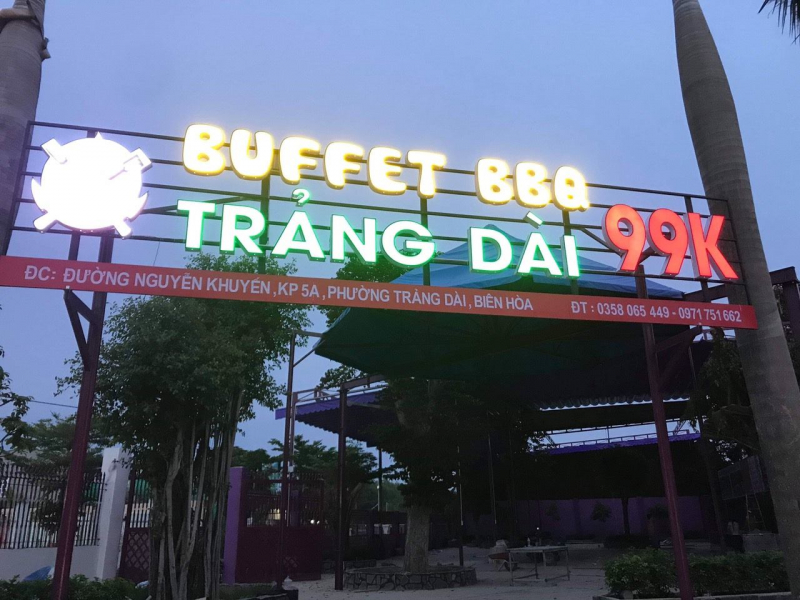 BUFFET BBQ
TRẢNG DÀI 99K
ĐC: ĐƯỜNG NGUYỄN KHUYẾN, KP 5A, PHƯỜNG TRẢNG DÀI, BIÊN HÒA ĐT : 0358 065 449 - 0971 751 662